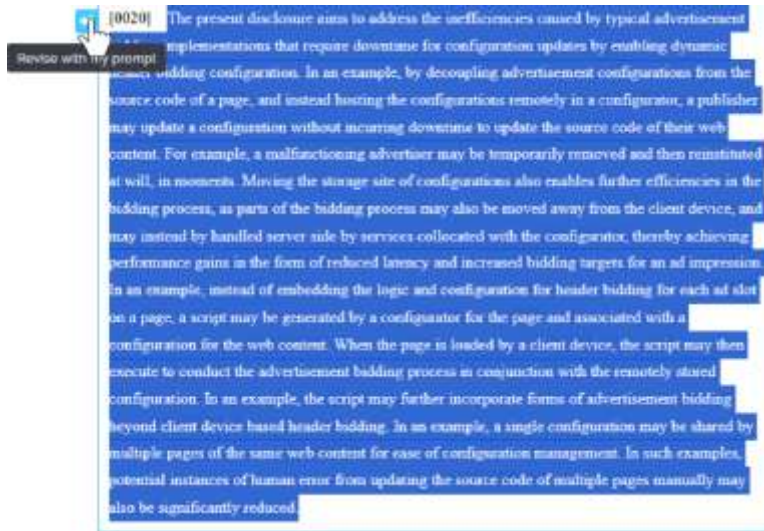 [0020] The present disclosure aims to address the inefficiencies caused by typical advertisement
implementations that require downtime for configuration updates by enabling dynamic
Revise with my prompt
header bidding configuration. In an example, by decoupling advertisement configurations from the
source code of a page, and instead hosting the configurations remotely in a configurator, a publisher
may update a configuration without incurring downtime to update the source code of their web
content. For example, a malfunctioning advertiser may be temporarily removed and then reinstituted
at will, in moments. Moving the storage site of configurations also enables further efficiencies in the
bidding process, as parts of the bidding process may also be moved away from the client device, and
may instead by handled server side by services collocated with the configurator, thereby achieving
performance gains in the form of reduced latency and increased bidding targets for an ad impression.
In an example, instead of embedding the logic and configuration for header bidding for each ad slot
on a page, a script may be generated by a configurator for the page and associated with a
configuration for the web content. When the page is loaded by a client device, the script may then
execute to conduct the advertisement bidding process in conjunction with the remotely stored
configuration. In an example, the script may further incorporate forms of advertisement bidding
beyond client device based header bidding. In an example, a single configuration may be shared by
multiple pages of the same web content for ease of configuration management. In such examples,
potential instances of human error from updating the source code of multiple pages manually may
also be significantly reduced.